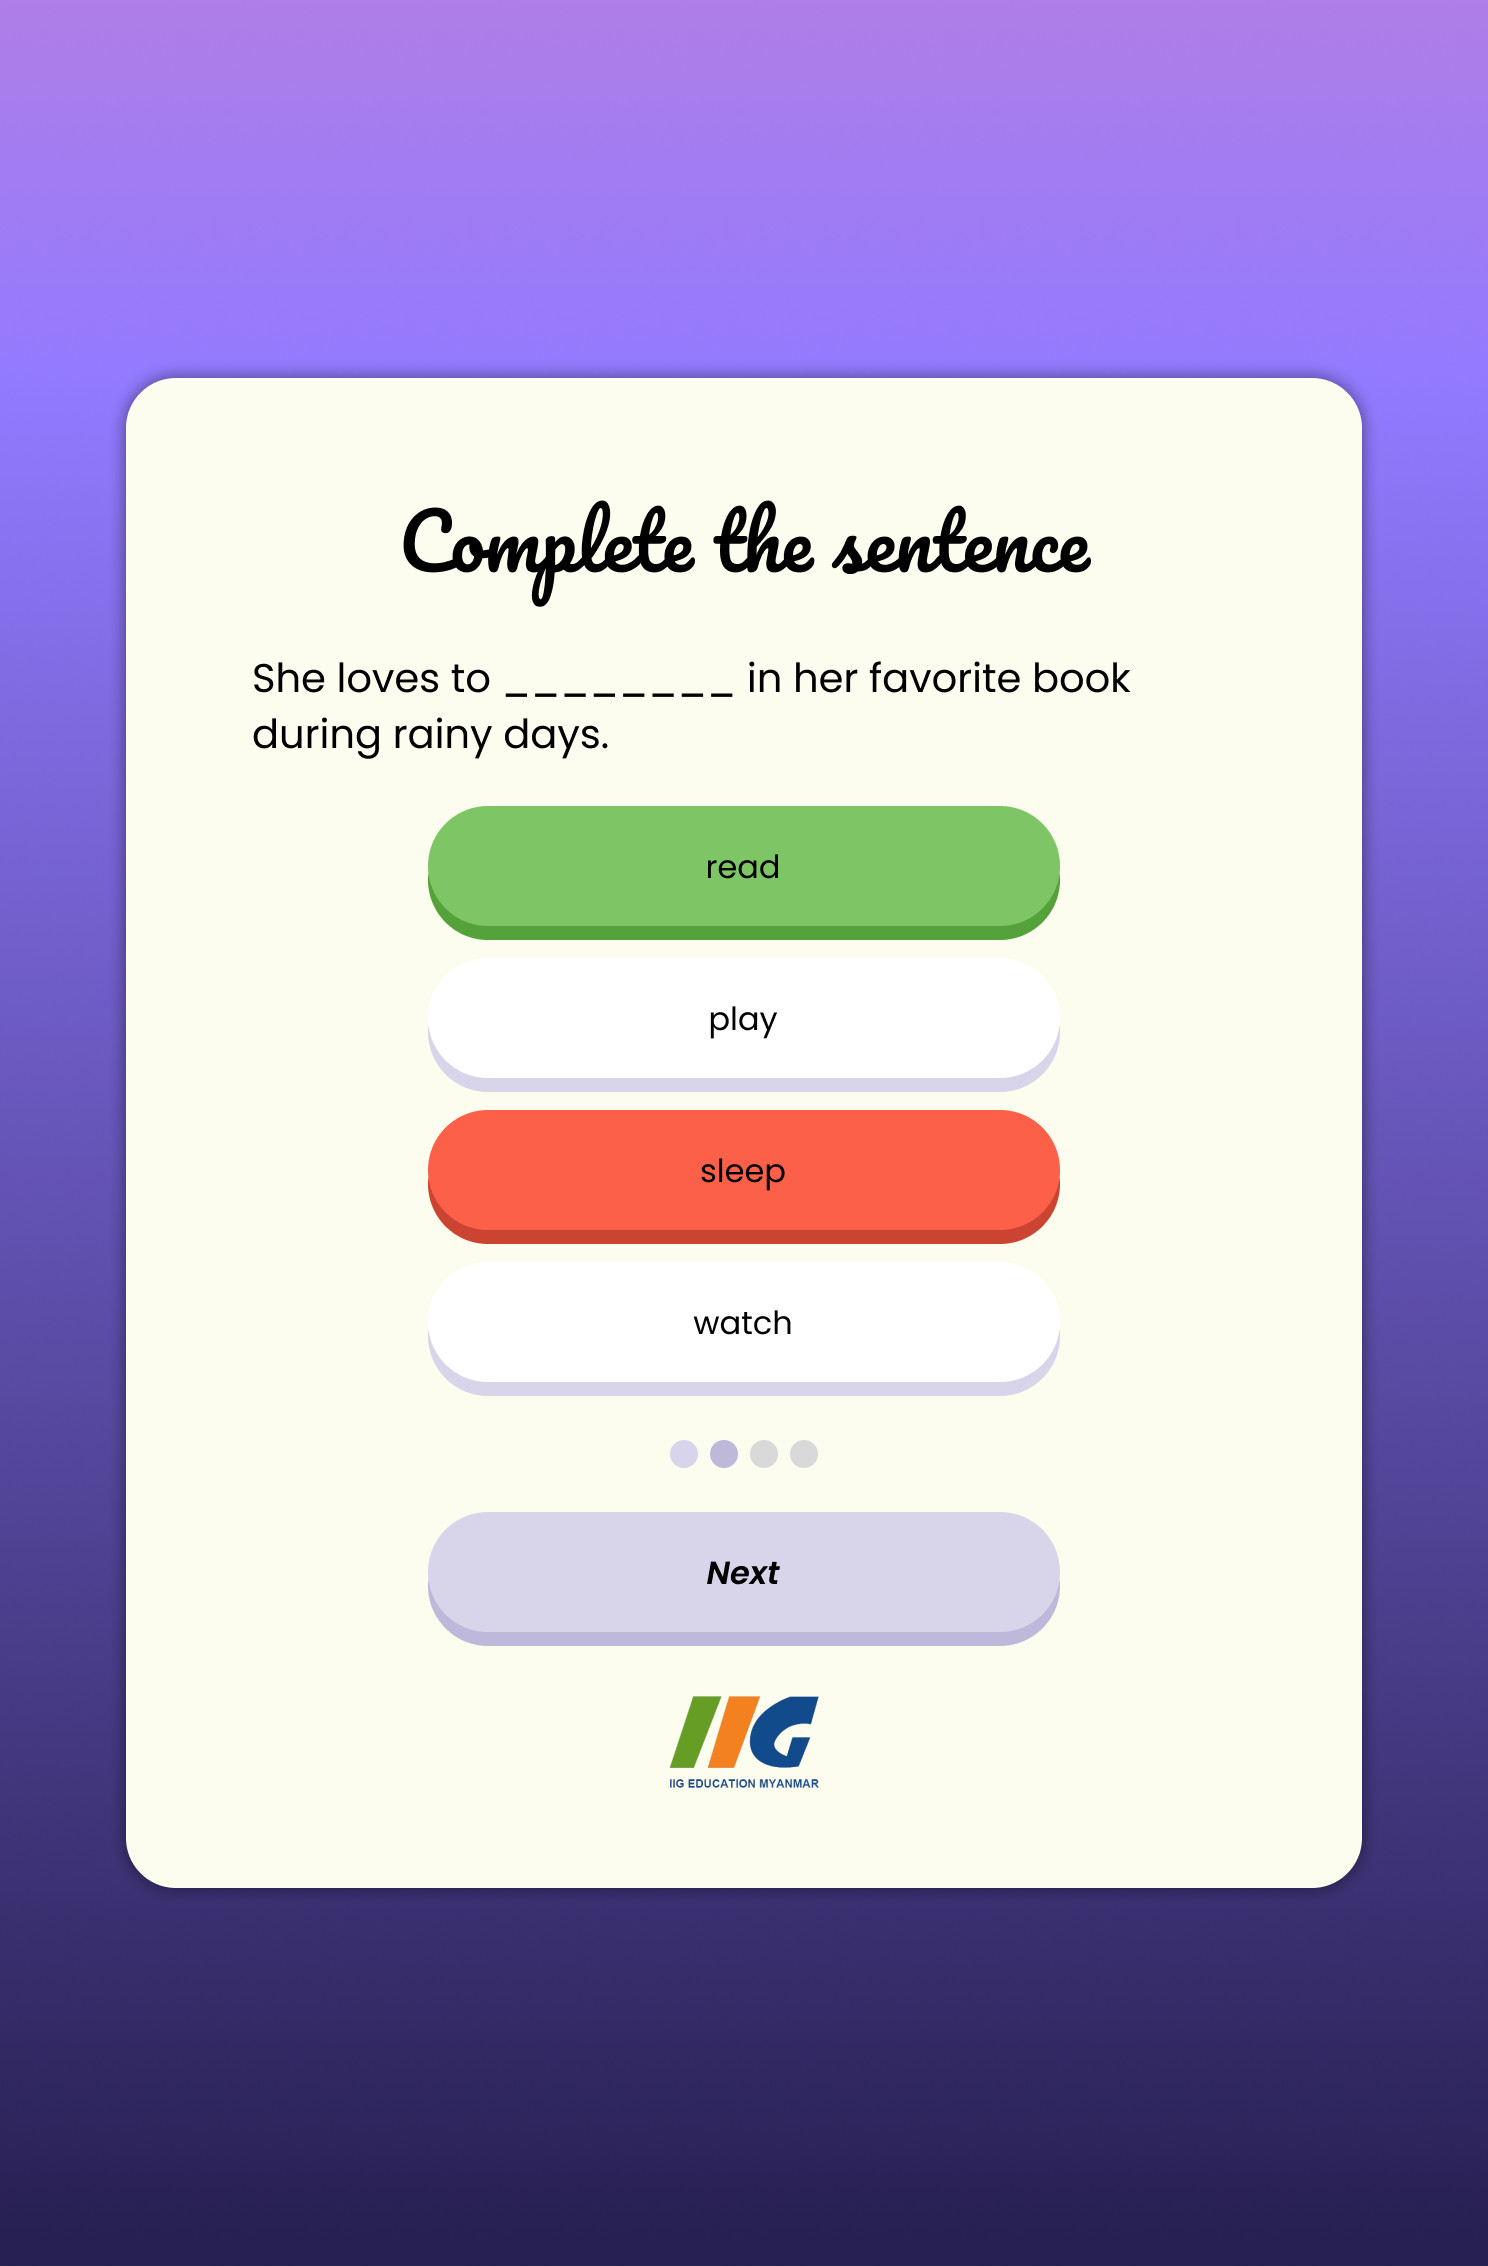 Complete the sentence
She loves to ________ in her favorite book
during rainy days.
read
play
sleep
watch
Next
IIG
IIG EDUCATION MYANMAR